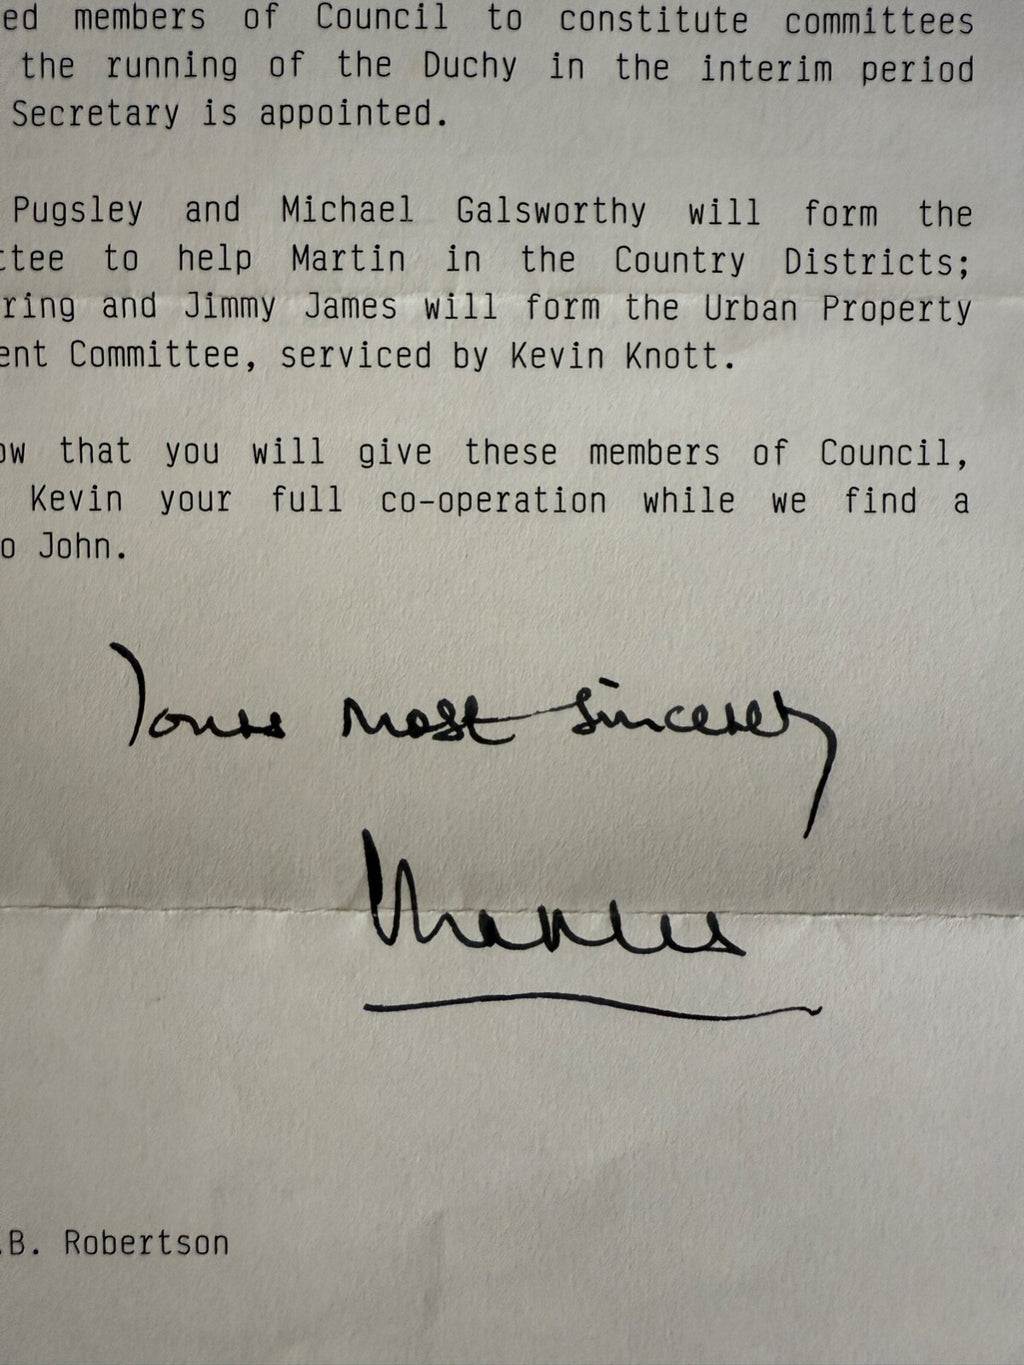 ed members of Council to constitute committees
the running of the Duchy in the interim period
Secretary is appointed.
Pugsley and Michael Galsworthy will form the
ttee to help Martin in the Country Districts;
ring and Jimmy James will form the Urban Property
ent Committee, serviced by Kevin Knott.
ow that you will give these members of Council,
Kevin your full co-operation while we find a
o John.
Yours most sincerely
Charles
.B. Robertson